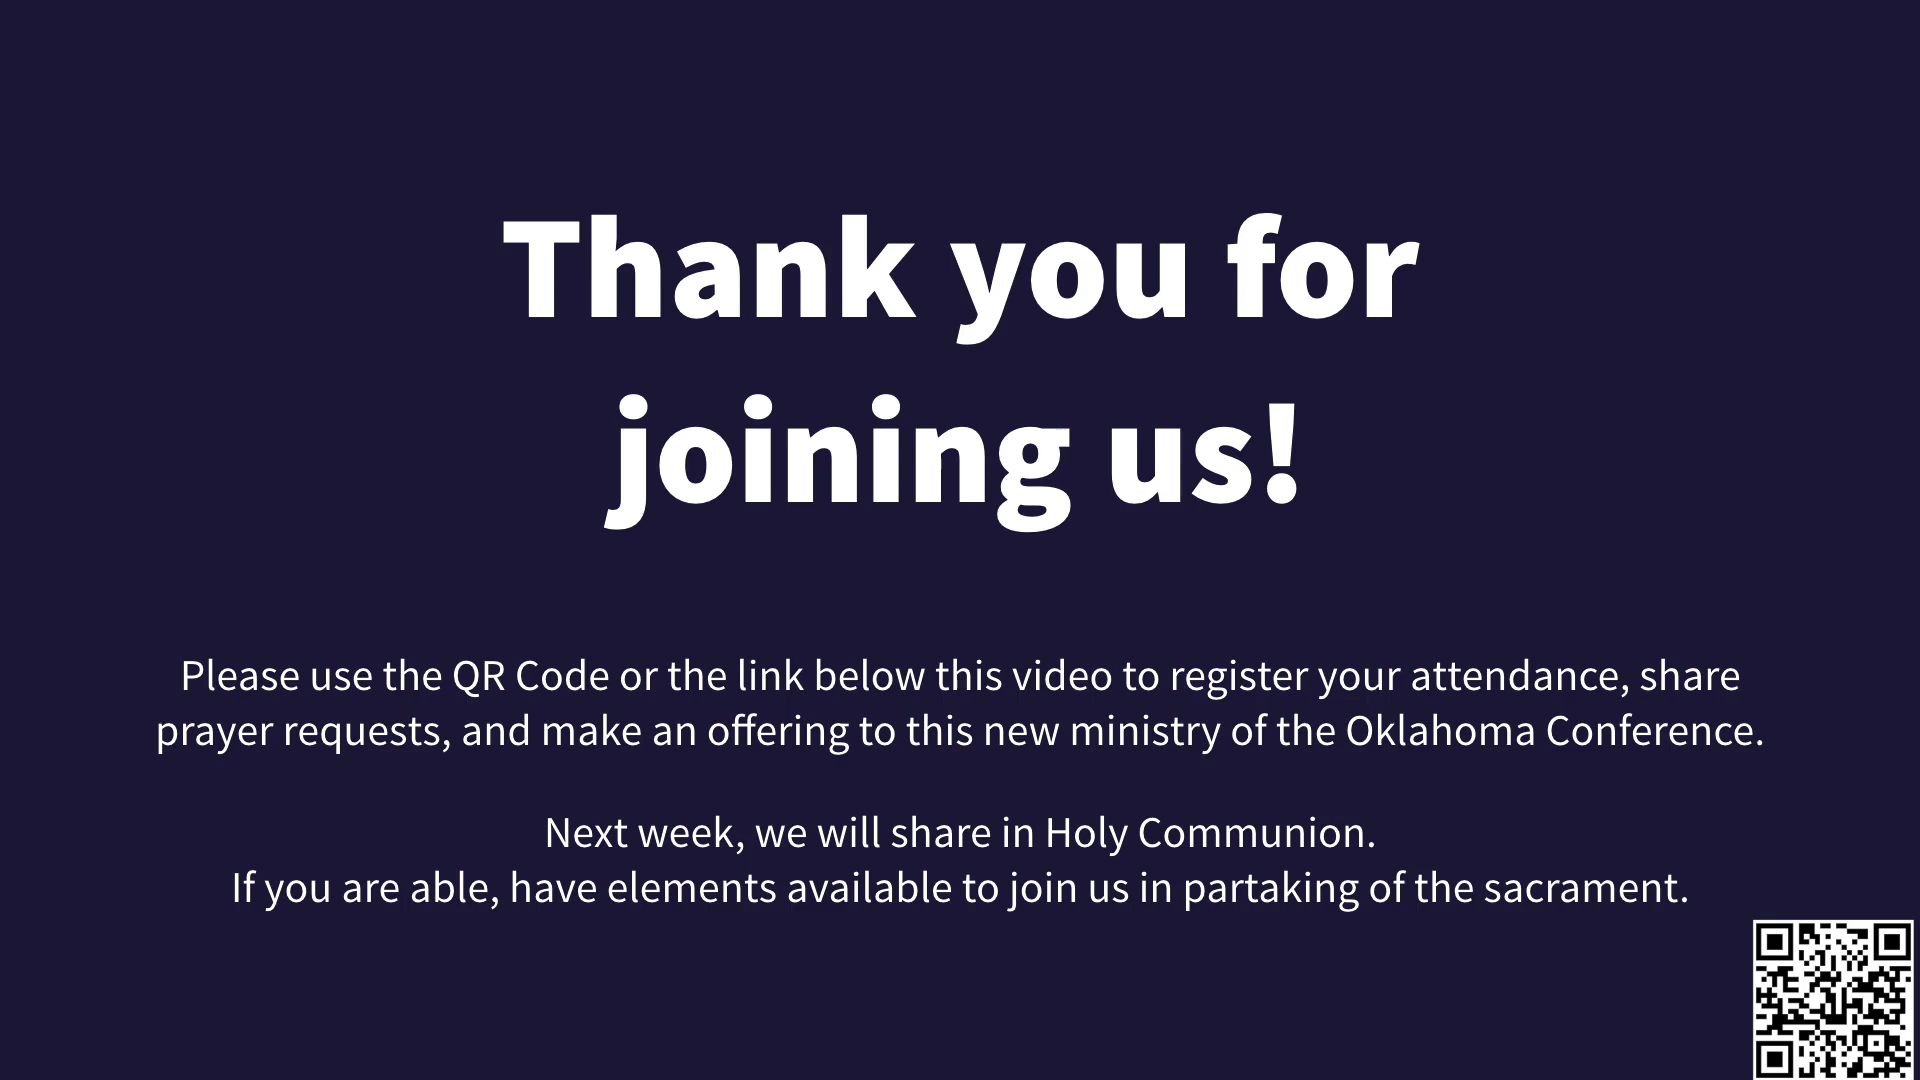 Thank you for
joining us!
Please use the QR Code or the link below this video to register your attendance, share
prayer requests, and make an offering to this new ministry of the Oklahoma Conference.
Next week, we will share in Holy Communion.
If you are able, have elements available to join us in partaking of the sacrament.